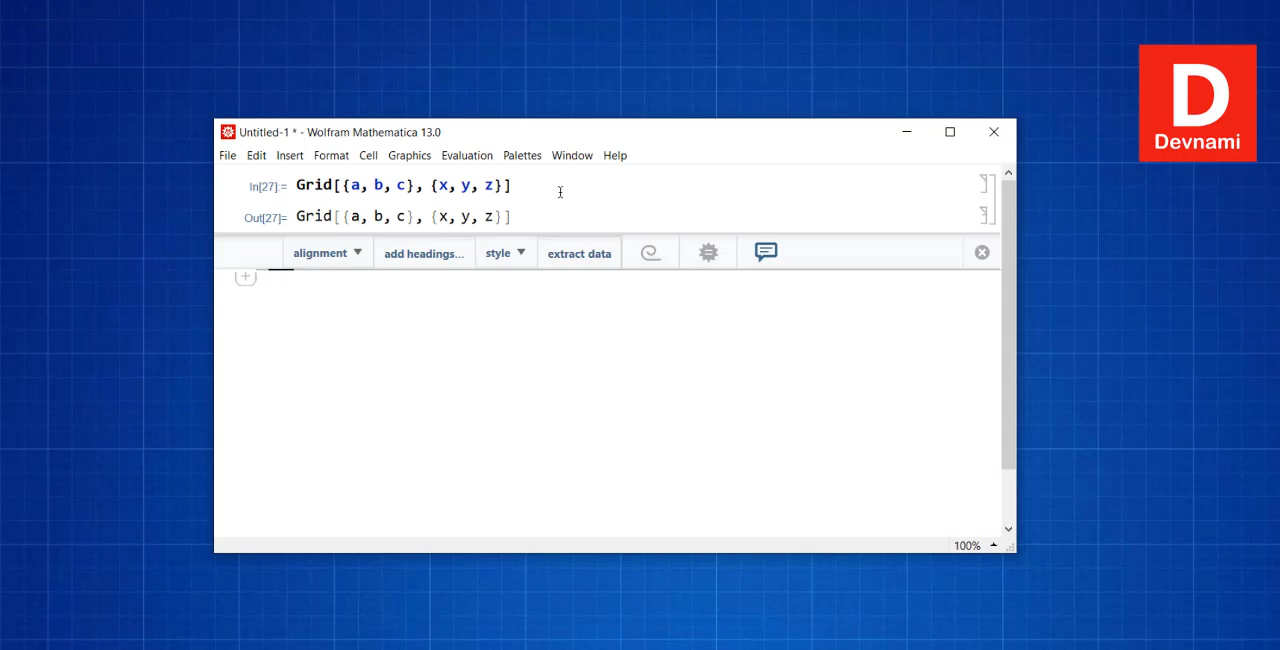 D
Devnami
Untitled-1 * - Wolfram Mathematica 13.0
File Edit Insert Format Cell Graphics Evaluation Palettes Window Help
In[27]:= Grid[{a, b, c}, {x, y, z}]
Out[27]= Grid[{a, b, c}, {x, y, z}]
alignment add headings... style extract data
100%